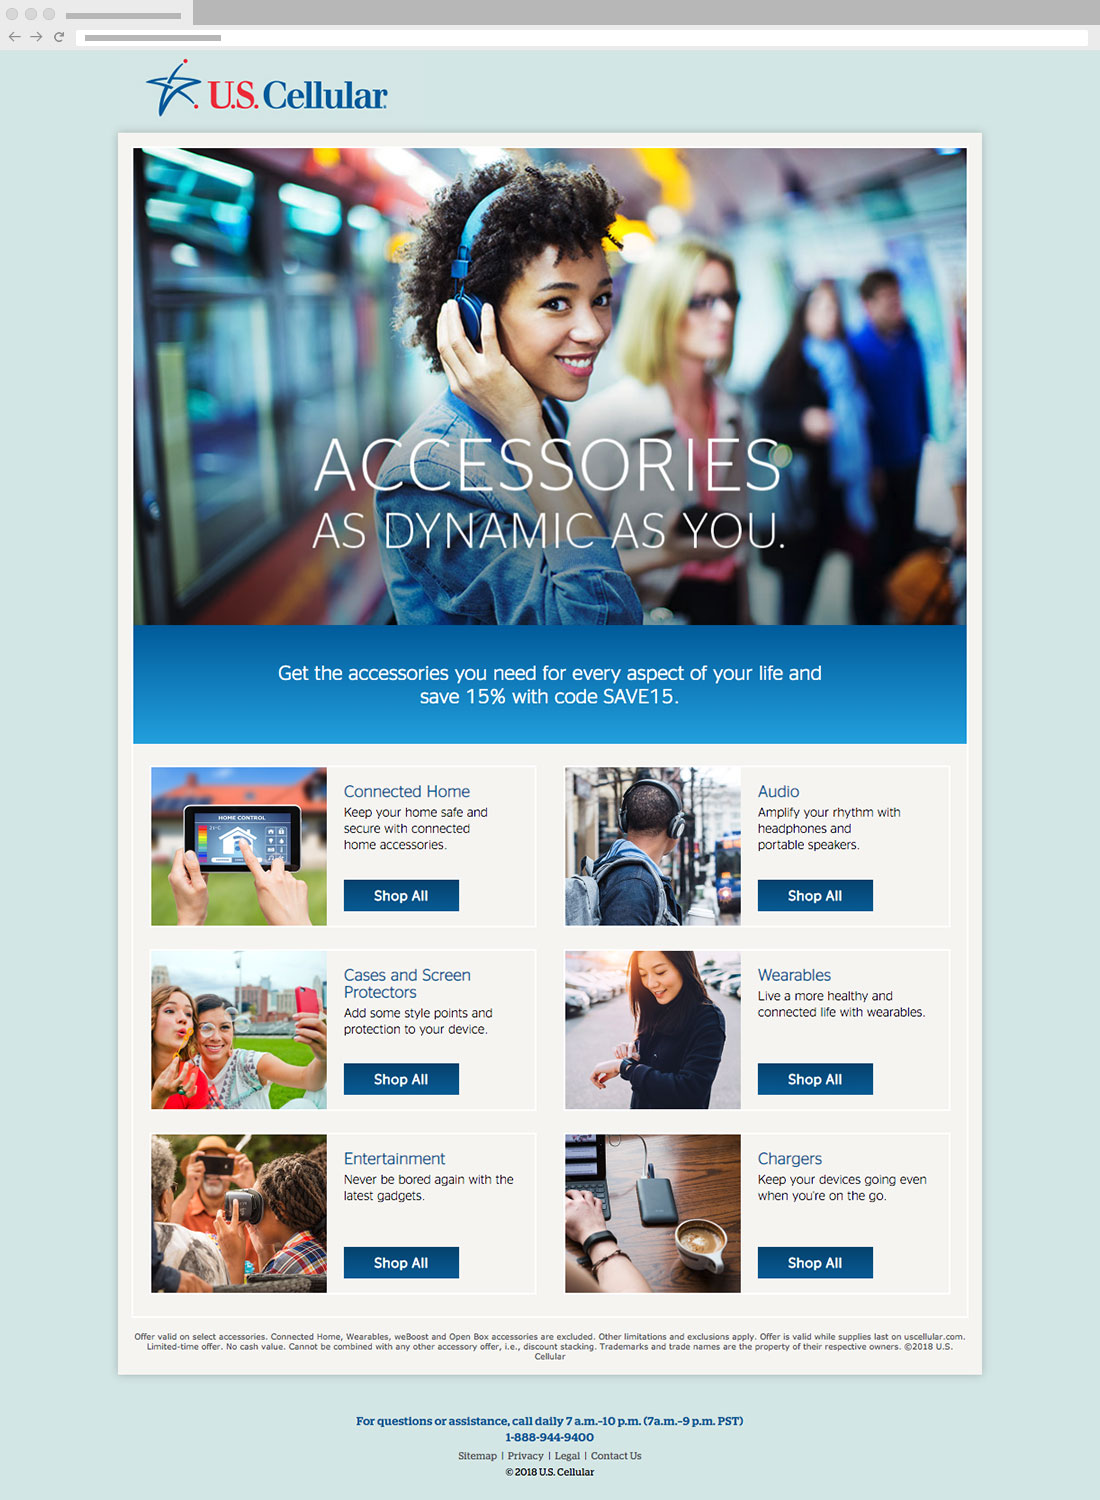 U.S. Cellular
ACCESSORIES
AS DYNAMIC AS YOU.
Get the accessories you need for every aspect of your life and
save 15% with code SAVE15.
HOME CONTROL
Connected Home
Keep your home safe and
secure with connected
home accessories.
Shop All
Audio
Amplify your rhythm with
headphones and
portable speakers.
Shop All
Cases and Screen
Protectors
Add some style points and
protection to your device.
Shop All
Wearables
Live a more healthy and
connected life with wearables.
Shop All
Entertainment
Never be bored again with the
latest gadgets.
Shop All
Chargers
Keep your devices going even
when you're on the go.
Shop All
Offer valid on select accessories. Connected Home, Wearables, weBoost and Open Box accessories are excluded. Other limitations and exclusions apply. Offer is valid while supplies last on uscellular.com.
Limited-time offer. No cash value. Cannot be combined with any other accessory offer, i.e., discount stacking. Trademarks and trade names are the property of their respective owners. ©2018 U.S.
Cellular
For questions or assistance, call daily 7 a.m.-10 p.m. (7a.m.-9 p.m. PST)
1-888-944-9400
Sitemap | Privacy | Legal | Contact Us
© 2018 U.S. Cellular